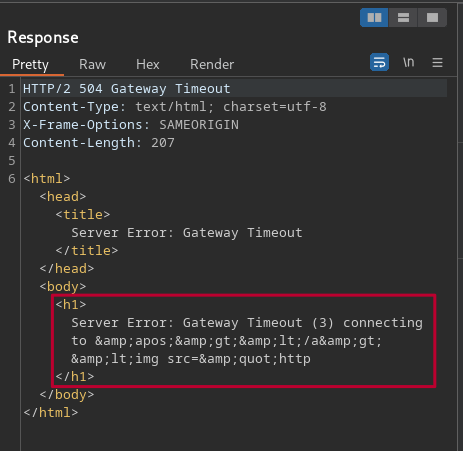 Response
Pretty Raw Hex Render \n
1 HTTP/2 504 Gateway Timeout
2 Content-Type: text/html; charset=utf-8
3 X-Frame-Options: SAMEORIGIN
4 Content-Length: 207
5
6 <html>
<head>
<title>
Server Error: Gateway Timeout
</title>
</head>
<body>
<h1>
Server Error: Gateway Timeout (3) connecting
to &amp;apos;&amp;gt;&amp;lt;/a&amp;gt;
&amp;lt;img src=&amp;quot;http
</h1>
</body>
</html>